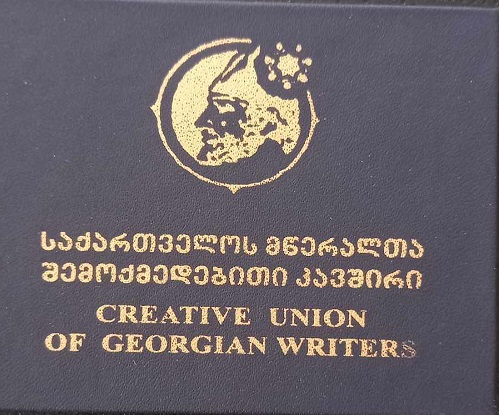 საქართველოს მწერალთა
შემოქმედებითი კავშირი
CREATIVE UNION
OF GEORGIAN WRITERS